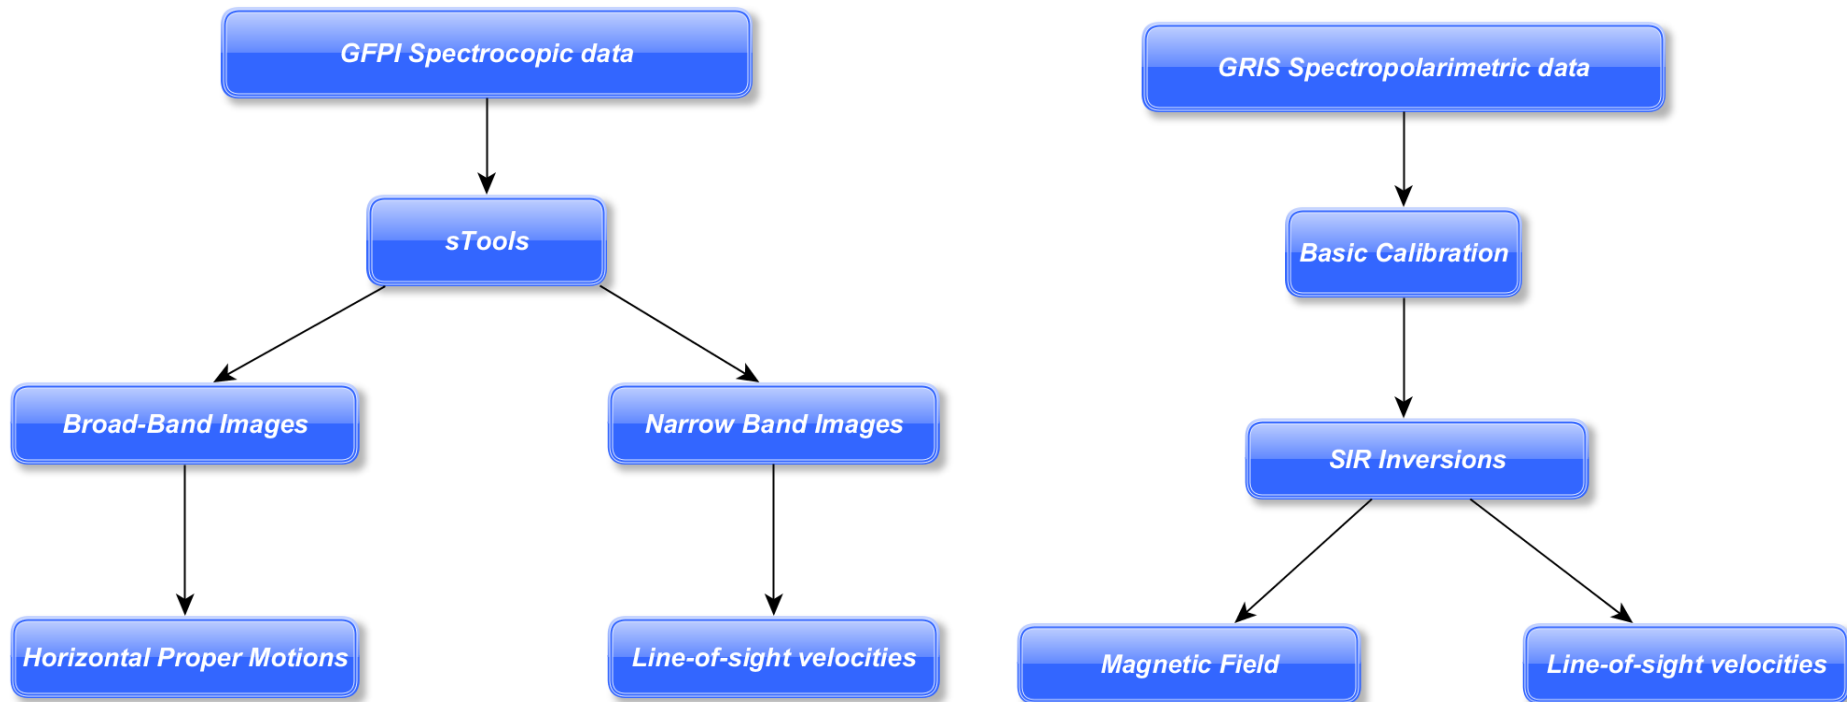 GFPI Spectrocopic data
sTools
Broad-Band Images
Narrow Band Images
Horizontal Proper Motions
Line-of-sight velocities
GRIS Spectropolarimetric data
Basic Calibration
SIR Inversions
Magnetic Field
Line-of-sight velocities